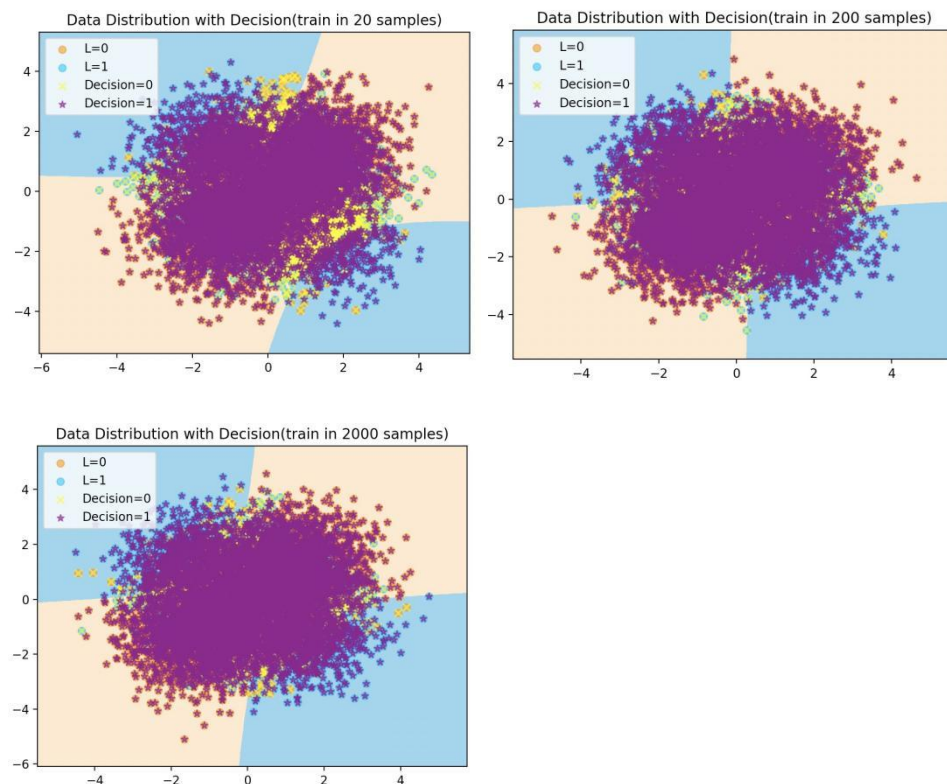 Data Distribution with Decision(train in 20 samples)
L=0
L=1
Decision=0
Decision=1
4
2
0
−2
−4
−6 −4 −2 0 2 4
Data Distribution with Decision(train in 200 samples)
L=0
L=1
Decision=0
Decision=1
4
2
0
−2
−4
−4 −2 0 2 4
Data Distribution with Decision(train in 2000 samples)
L=0
L=1
Decision=0
Decision=1
4
2
0
−2
−4
−6
−4 −2 0 2 4